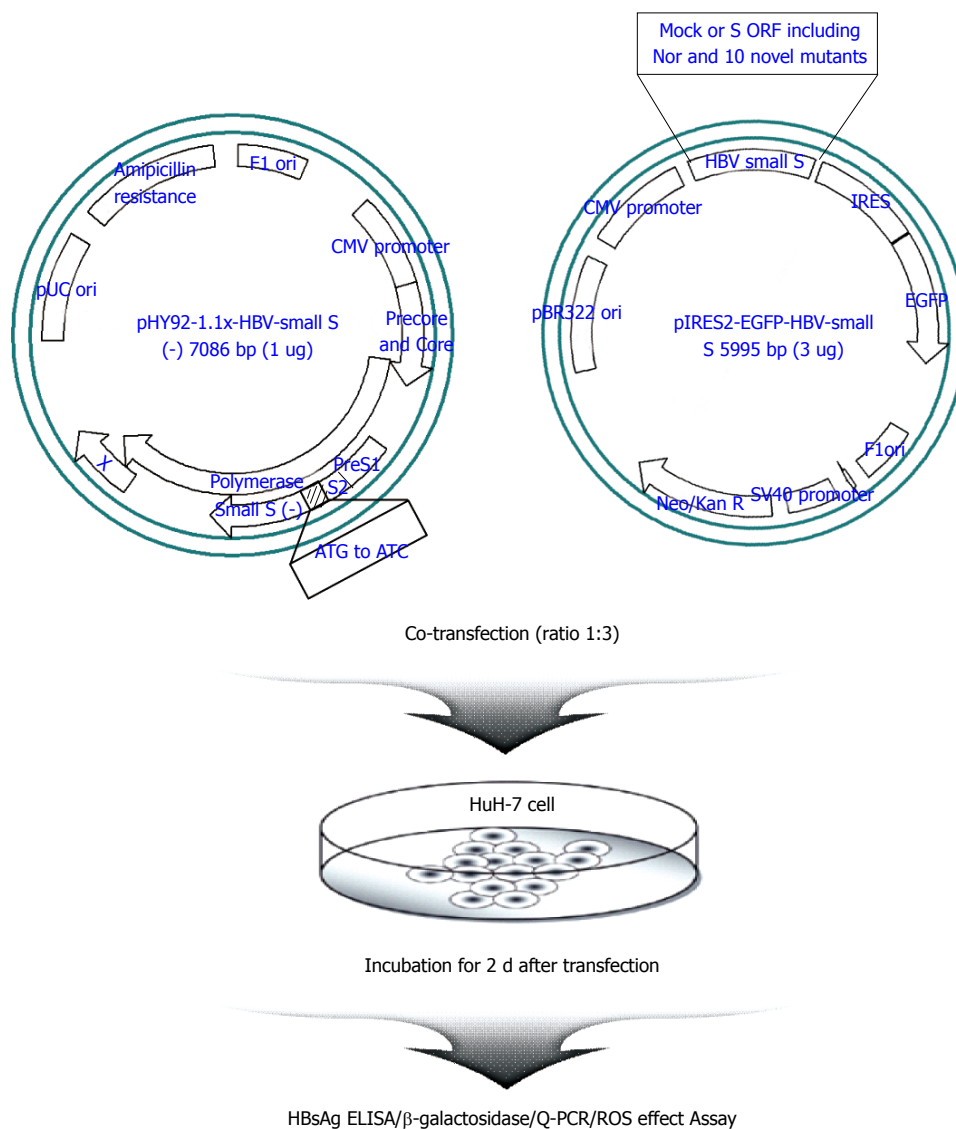 Mock or S ORF including
Nor and 10 novel mutants
Amipicillin
resistance
F1 ori
CMV promoter
pUC ori
pHY92-1.1x-HBV-small S
(-) 7086 bp (1 ug)
Precore
and Core
X
Polymerase
PreS1
S2
Small S (-)
ATG to ATC
HBV small S
IRES
CMV promoter
pBR322 ori
EGFP
pIRES2-EGFP-HBV-small
S 5995 bp (3 ug)
F1ori
SV40 promoter
Neo/Kan R
Co-transfection (ratio 1:3)
HuH-7 cell
Incubation for 2 d after transfection
HBsAg ELISA/β-galactosidase/Q-PCR/ROS effect Assay